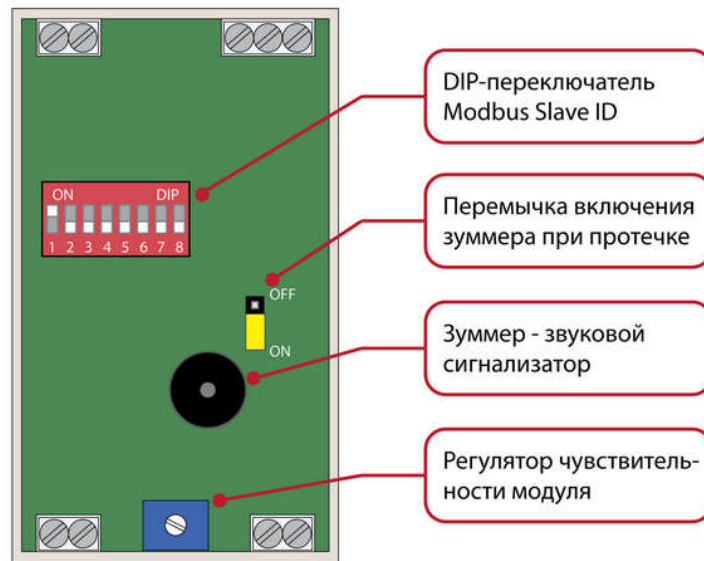 DIP-переключатель
Modbus Slave ID
ON DIP
1 2 3 4 5 6 7 8
Перемычка включения
зуммера при протечке
OFF
ON
Зуммер - звуковой
сигнализатор
Регулятор чувствитель-
ности модуля